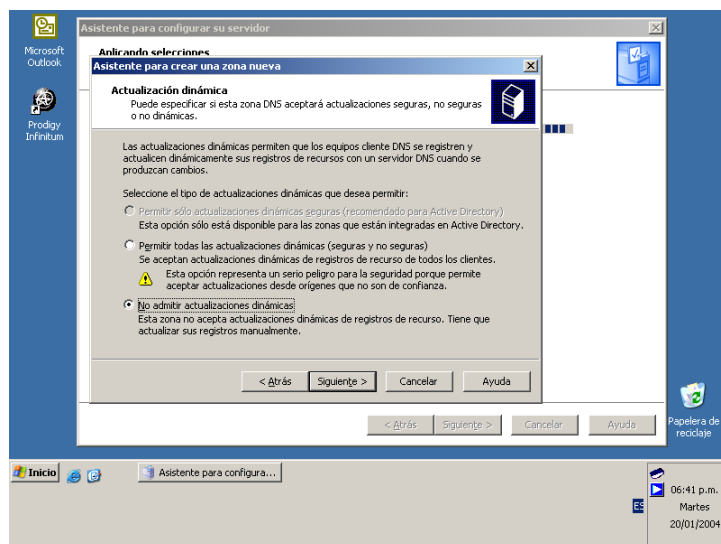 Microsoft
Outlook
Prodigy
Infinitum
Asistente para configurar su servidor
Aplicando selecciones
Asistente para crear una zona nueva
Actualización dinámica
Puede especificar si esta zona DNS aceptará actualizaciones seguras, no seguras
o no dinámicas.
Las actualizaciones dinámicas permiten que los equipos cliente DNS se registren y
actualicen dinámicamente sus registros de recursos con un servidor DNS cuando se
produzcan cambios.
Seleccione el tipo de actualizaciones dinámicas que desea permitir:
Permitir sólo actualizaciones dinámicas seguras (recomendado para Active Directory)
Esta opción sólo está disponible para las zonas que están integradas en Active Directory.
Permitir todas las actualizaciones dinámicas (seguras y no seguras)
Se aceptan actualizaciones dinámicas de registros de recurso de todos los clientes.
Esta opción representa un serio peligro para la seguridad porque permite
aceptar actualizaciones desde orígenes que no son de confianza.
No admitir actualizaciones dinámicas
Esta zona no acepta actualizaciones dinámicas de registros de recurso. Tiene que
actualizar sus registros manualmente.
< Atrás Siguiente > Cancelar Ayuda
< Atrás Siguiente > Cancelar Ayuda
Papelera de
reciclaje
Inicio
Asistente para configura...
ES
06:41 p.m.
Martes
20/01/2004